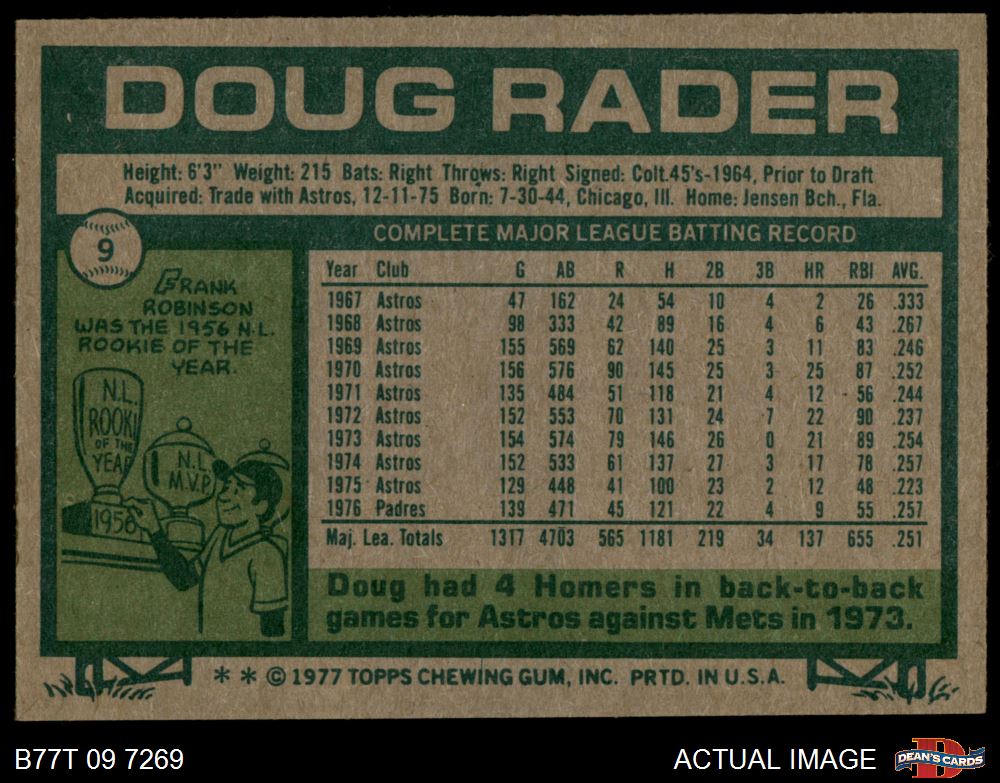 DOUG RADER
Height: 6'3" Weight: 215 Bats: Right Throws: Right Signed: Colt.45's-1964, Prior to Draft
Acquired: Trade with Astros, 12-11-75 Born: 7-30-44, Chicago, Ill. Home: Jensen Bch., Fla.
9
FRANK
ROBINSON
WAS THE 1956 N.L.
ROOKIE OF THE
YEAR.
N.L.
ROOKI
OF THE
YEAR
1956
N.L.
M.V.P.
COMPLETE MAJOR LEAGUE BATTING RECORD
Year Club G AB R H 2B 3B HR RBI AVG.
1967 Astros 47 162 24 54 10 4 2 26 .333
1968 Astros 98 333 42 89 16 4 6 43 .267
1969 Astros 155 569 62 140 25 3 11 83 .246
1970 Astros 156 576 90 145 25 3 25 87 .252
1971 Astros 135 484 51 118 21 4 12 56 .244
1972 Astros 152 553 70 131 24 7 22 90 .237
1973 Astros 154 574 79 146 26 0 21 89 .254
1974 Astros 152 533 61 137 27 3 17 78 .257
1975 Astros 129 448 41 100 23 2 12 48 .223
1976 Padres 139 471 45 121 22 4 9 55 .257
Maj. Lea. Totals 1317 4703 565 1181 219 34 137 655 .251
Doug had 4 Homers in back-to-back
games for Astros against Mets in 1973.
* * © 1977 TOPPS CHEWING GUM, INC. PRTD. IN U.S.A.
B77T 09 7269
ACTUAL IMAGE
D
DEAN'S CARDS